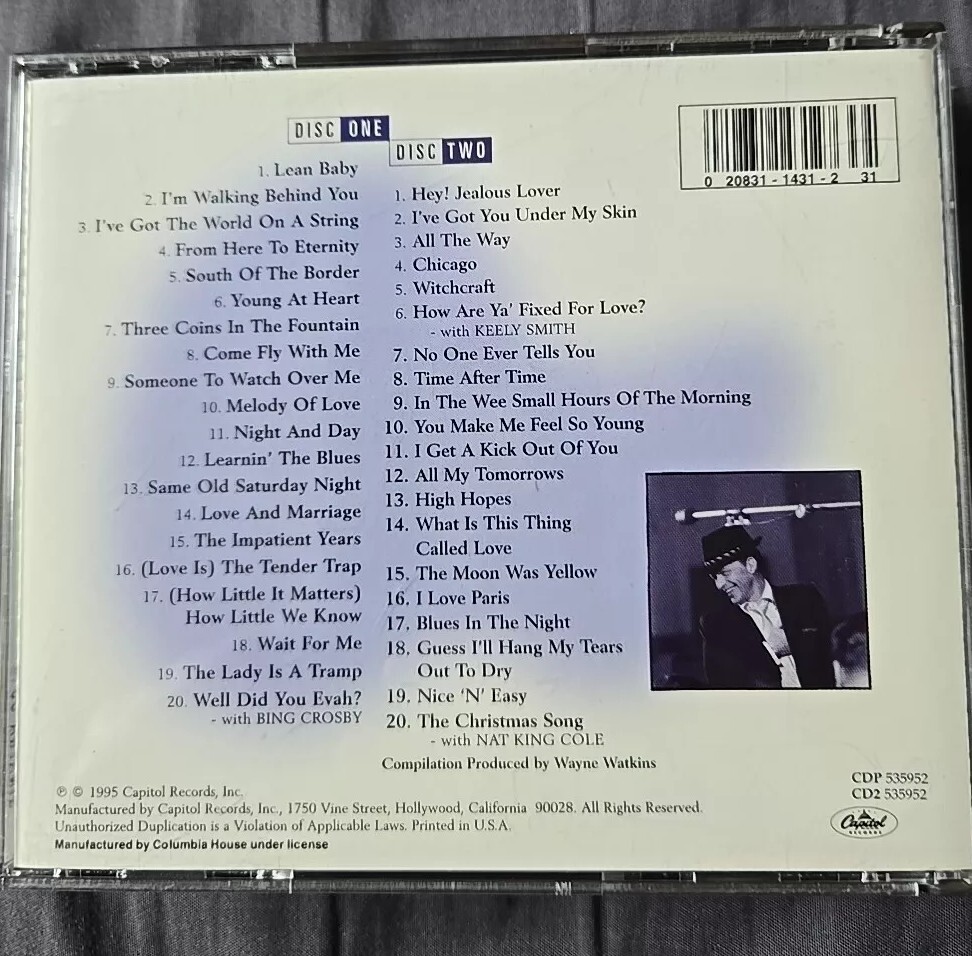 DISC ONE
1. Lean Baby
2. I'm Walking Behind You
3. I've Got The World On A String
4. From Here To Eternity
5. South Of The Border
6. Young At Heart
7. Three Coins In The Fountain
8. Come Fly With Me
9. Someone To Watch Over Me
10. Melody Of Love
11. Night And Day
12. Learnin' The Blues
13. Same Old Saturday Night
14. Love And Marriage
15. The Impatient Years
16. (Love Is) The Tender Trap
17. (How Little It Matters)
How Little We Know
18. Wait For Me
19. The Lady Is A Tramp
20. Well Did You Evah?
- with BING CROSBY
DISC TWO
1. Hey! Jealous Lover
2. I've Got You Under My Skin
3. All The Way
4. Chicago
5. Witchcraft
6. How Are Ya' Fixed For Love?
- with KEELY SMITH
7. No One Ever Tells You
8. Time After Time
9. In The Wee Small Hours Of The Morning
10. You Make Me Feel So Young
11. I Get A Kick Out Of You
12. All My Tomorrows
13. High Hopes
14. What Is This Thing
Called Love
15. The Moon Was Yellow
16. I Love Paris
17. Blues In The Night
18. Guess I'll Hang My Tears
Out To Dry
19. Nice 'N' Easy
20. The Christmas Song
- with NAT KING COLE
Compilation Produced by Wayne Watkins
0 20831-1431-2 31
℗ © 1995 Capitol Records, Inc.
Manufactured by Capitol Records, Inc., 1750 Vine Street, Hollywood, California 90028. All Rights Reserved.
Unauthorized Duplication is a Violation of Applicable Laws. Printed in U.S.A.
Manufactured by Columbia House under license
CDP 535952
CD2 535952
Capitol
RECORDS